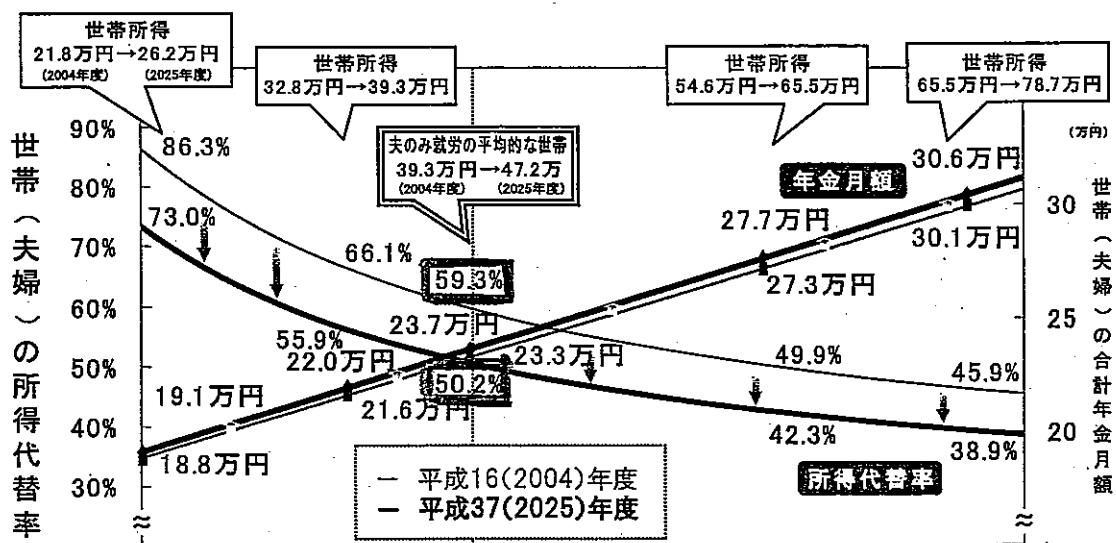 世帯所得
21.8万円→26.2万円
(2004年度) (2025年度)
世帯所得
32.8万円→39.3万円
世帯所得
54.6万円→65.5万円
世帯所得
65.5万円→78.7万円
夫のみ就労の平均的な世帯
39.3万円→47.2万
(2004年度) (2025年度)
世帯(夫婦)の所得代替率
90%
80%
70%
60%
50%
40%
30%
(万円)
30
25
20
世帯(夫婦)の合計年金月額
年金月額
86.3%
66.1%
59.3%
49.9%
45.9%
73.0%
55.9%
50.2%
42.3%
38.9%
19.1万円
22.0万円
23.7万円
27.7万円
30.6万円
18.8万円
21.6万円
23.3万円
27.3万円
30.1万円
所得代替率
平成16(2004)年度
平成37(2025)年度